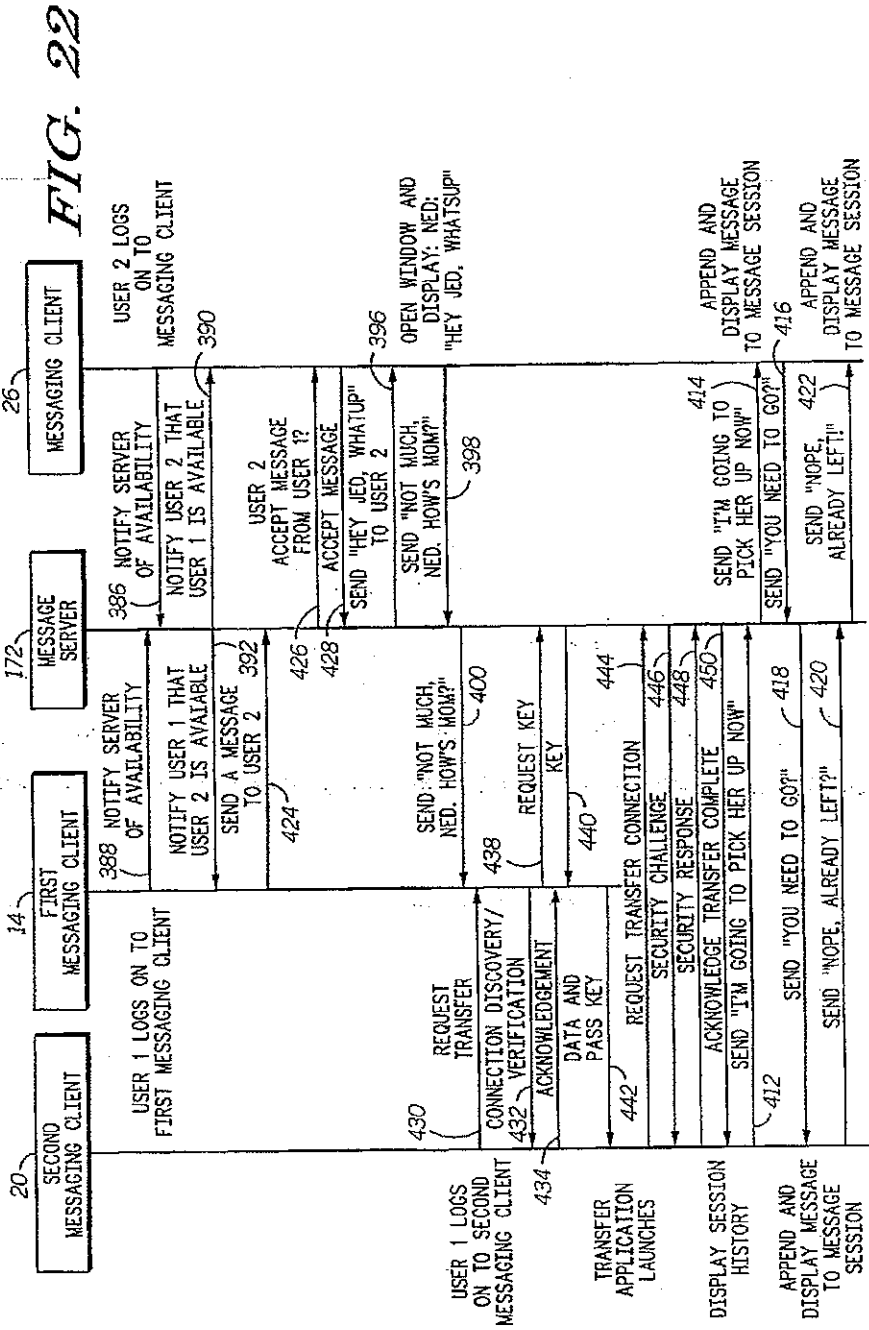 FIG. 22
20
SECOND
MESSAGING CLIENT
14
FIRST
MESSAGING CLIENT
172
MESSAGE
SERVER
26
MESSAGING CLIENT
USER 1 LOGS ON TO
FIRST MESSAGING CLIENT
388 NOTIFY SERVER
OF AVAILABILITY
386 NOTIFY SERVER
OF AVAILABILITY
USER 2 LOGS
ON TO
MESSAGING CLIENT
NOTIFY USER 1 THAT
USER 2 IS AVAIABLE
392
NOTIFY USER 2 THAT
USER 1 IS AVAILABLE
390
SEND A MESSAGE
TO USER 2
424
USER 2
ACCEPT MESSAGE
FROM USER 1?
426
ACCEPT MESSAGE
428
SEND "HEY JED, WHATUP"
TO USER 2
396
OPEN WINDOW AND
DISPLAY: NED:
"HEY JED, WHATSUP"
SEND "NOT MUCH,
NED. HOW'S MOM?"
398
SEND: "NOT MUCH,
NED. HOW'S MOM?"
400
USER 1 LOGS
ON TO SECOND
MESSAGING CLIENT
430
REQUEST
TRANSFER
CONNECTION DISCOVERY/
VERIFICATION
432
ACKNOWLEDGEMENT
434
438
REQUEST KEY
KEY
440
DATA AND
PASS KEY
442
TRANSFER
APPLICATION
LAUNCHES
REQUEST TRANSFER CONNECTION
444
SECURITY CHALLENGE
446
SECURITY RESPONSE
448
ACKNOWLEDGE TRANSFER COMPLETE
450
DISPLAY SESSION
HISTORY
SEND "I'M GOING TO PICK HER UP NOW"
412
SEND "I'M GOING TO
PICK HER UP NOW"
414
APPEND AND
DISPLAY MESSAGE
TO MESSAGE SESSION
SEND "YOU NEED TO GO?"
416
SEND "YOU NEED TO GO?"
418
APPEND AND
DISPLAY MESSAGE
TO MESSAGE
SESSION
SEND "NOPE, ALREADY LEFT?"
420
SEND "NOPE,
ALREADY LEFT!"
422
APPEND AND
DISPLAY MESSAGE
TO MESSAGE SESSION